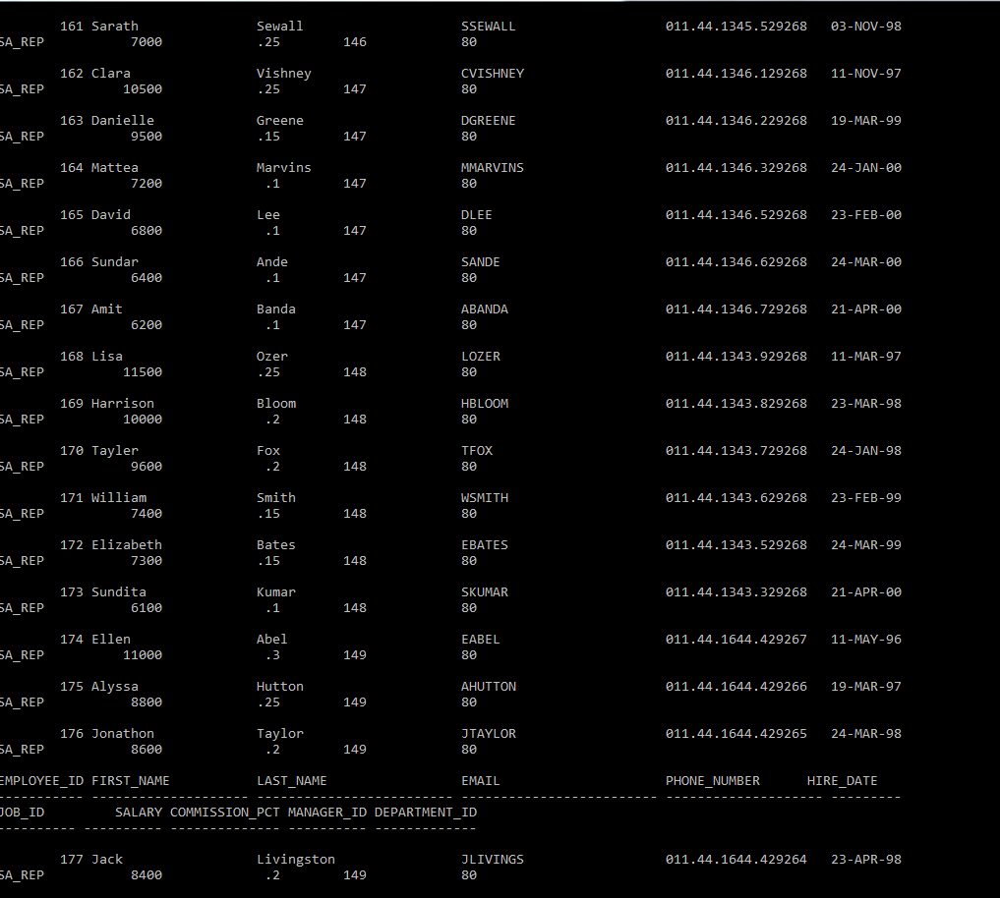 161 Sarath Sewall SSEWALL 011.44.1345.529268 03-NOV-98
SA_REP 7000 .25 146 80
162 Clara Vishney CVISHNEY 011.44.1346.129268 11-NOV-97
SA_REP 10500 .25 147 80
163 Danielle Greene DGREENE 011.44.1346.229268 19-MAR-99
SA_REP 9500 .15 147 80
164 Mattea Marvins MMARVINS 011.44.1346.329268 24-JAN-00
SA_REP 7200 .1 147 80
165 David Lee DLEE 011.44.1346.529268 23-FEB-00
SA_REP 6800 .1 147 80
166 Sundar Ande SANDE 011.44.1346.629268 24-MAR-00
SA_REP 6400 .1 147 80
167 Amit Banda ABANDA 011.44.1346.729268 21-APR-00
SA_REP 6200 .1 147 80
168 Lisa Ozer LOZER 011.44.1343.929268 11-MAR-97
SA_REP 11500 .25 148 80
169 Harrison Bloom HBLOOM 011.44.1343.829268 23-MAR-98
SA_REP 10000 .2 148 80
170 Tayler Fox TFOX 011.44.1343.729268 24-JAN-98
SA_REP 9600 .2 148 80
171 William Smith WSMITH 011.44.1343.629268 23-FEB-99
SA_REP 7400 .15 148 80
172 Elizabeth Bates EBATES 011.44.1343.529268 24-MAR-99
SA_REP 7300 .15 148 80
173 Sundita Kumar SKUMAR 011.44.1343.329268 21-APR-00
SA_REP 6100 .1 148 80
174 Ellen Abel EABEL 011.44.1644.429267 11-MAY-96
SA_REP 11000 .3 149 80
175 Alyssa Hutton AHUTTON 011.44.1644.429266 19-MAR-97
SA_REP 8800 .25 149 80
176 Jonathon Taylor JTAYLOR 011.44.1644.429265 24-MAR-98
SA_REP 8600 .2 149 80
EMPLOYEE_ID FIRST_NAME LAST_NAME EMAIL PHONE_NUMBER HIRE_DATE
----------- -------------------- ------------------------- ------------------------- -------------------- ---------
JOB_ID SALARY COMMISSION_PCT MANAGER_ID DEPARTMENT_ID
---------- ---------- -------------- ---------- -------------
177 Jack Livingston JLIVINGS 011.44.1644.429264 23-APR-98
SA_REP 8400 .2 149 80